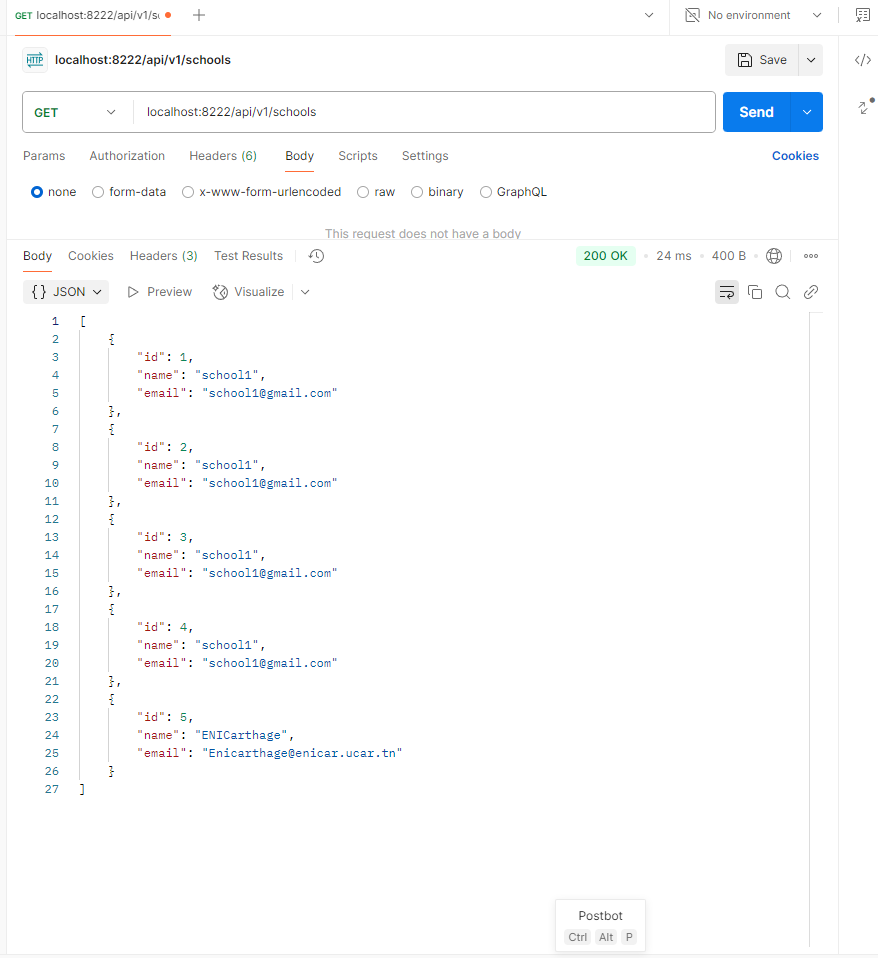 GET localhost:8222/api/v1/s
No environment
HTTP localhost:8222/api/v1/schools
Save
GET localhost:8222/api/v1/schools
Send
Params Authorization Headers (6) Body Scripts Settings Cookies
none form-data x-www-form-urlencoded raw binary GraphQL
This request does not have a body
Body Cookies Headers (3) Test Results
200 OK • 24 ms • 400 B •
{} JSON Preview Visualize
1 [
2 {
3 "id": 1,
4 "name": "school1",
5 "email": "school1@gmail.com"
6 },
7 {
8 "id": 2,
9 "name": "school1",
10 "email": "school1@gmail.com"
11 },
12 {
13 "id": 3,
14 "name": "school1",
15 "email": "school1@gmail.com"
16 },
17 {
18 "id": 4,
19 "name": "school1",
20 "email": "school1@gmail.com"
21 },
22 {
23 "id": 5,
24 "name": "ENICarthage",
25 "email": "Enicarthage@enicar.ucar.tn"
26 }
27 ]
Postbot
Ctrl Alt P